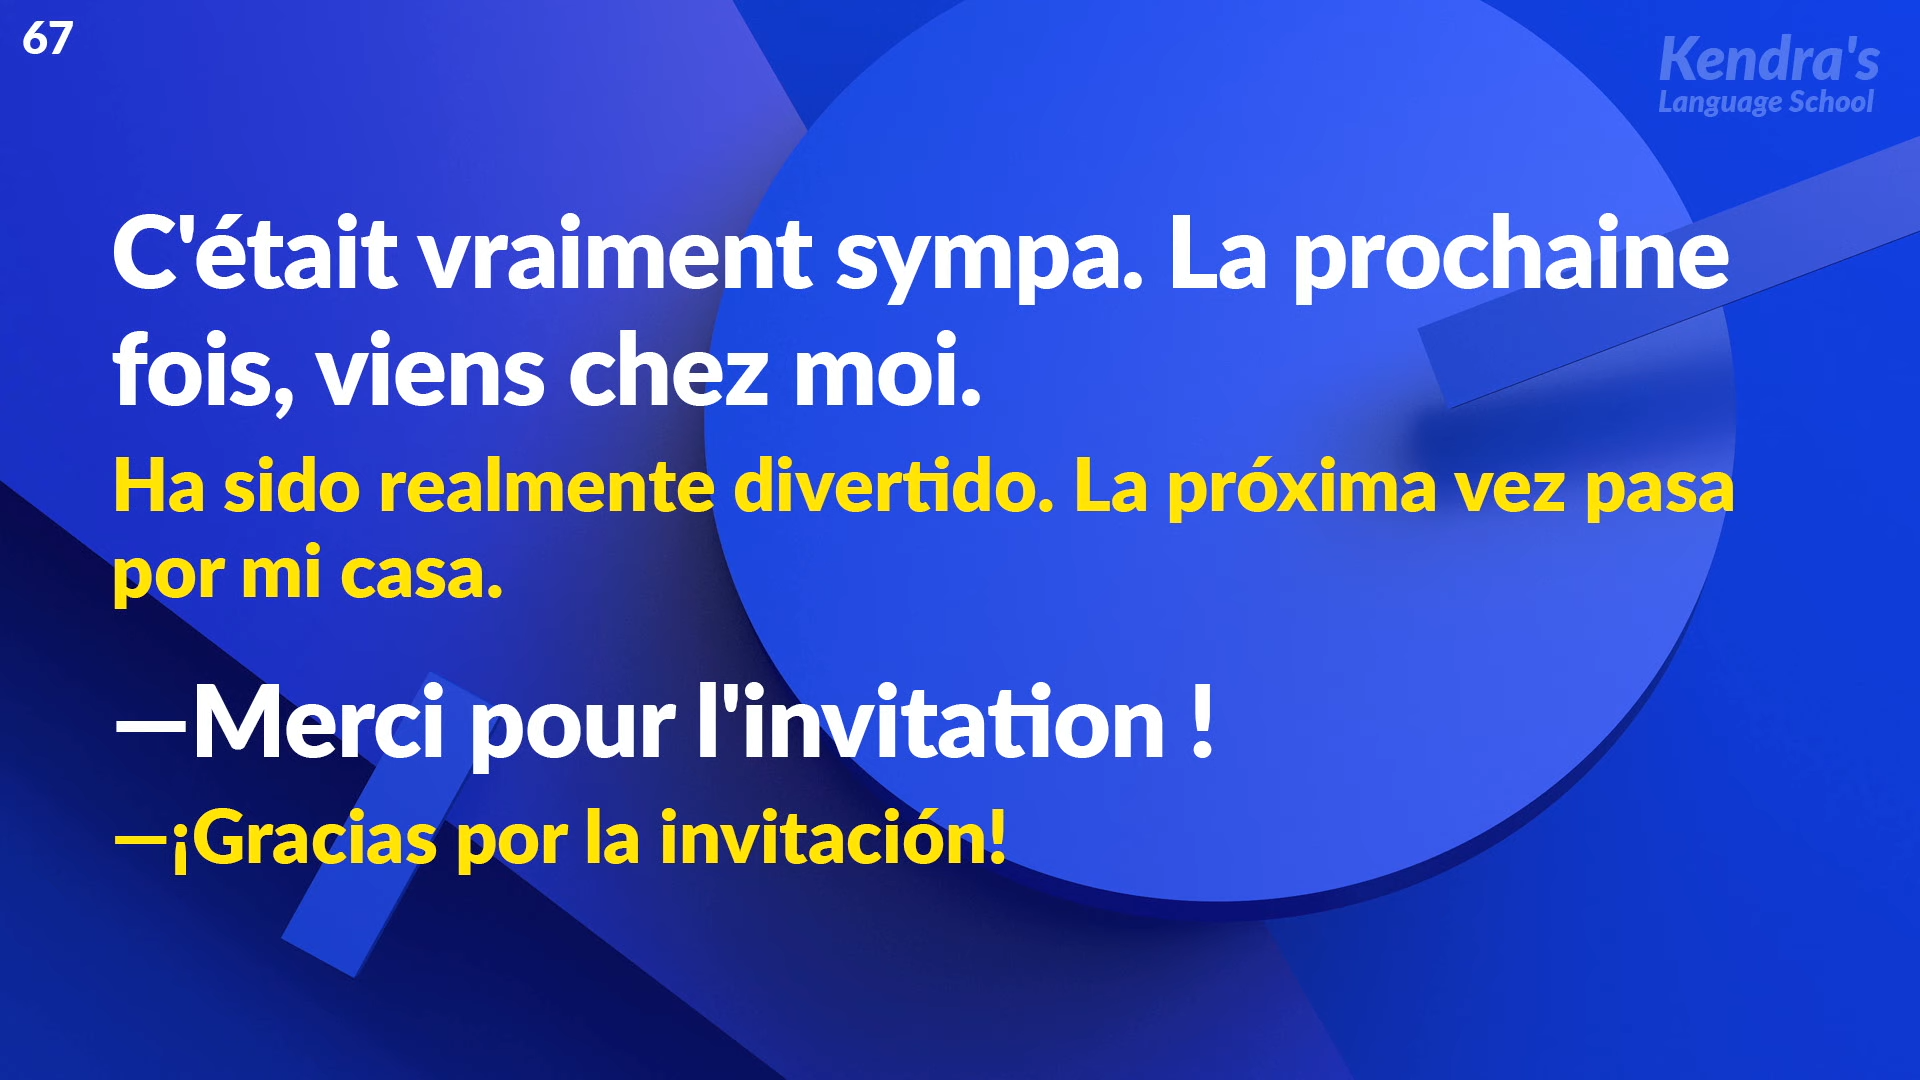 67
Kendra's
Language School
C'était vraiment sympa. La prochaine
fois, viens chez moi.
Ha sido realmente divertido. La próxima vez pasa
por mi casa.
—Merci pour l'invitation !
—¡Gracias por la invitación!